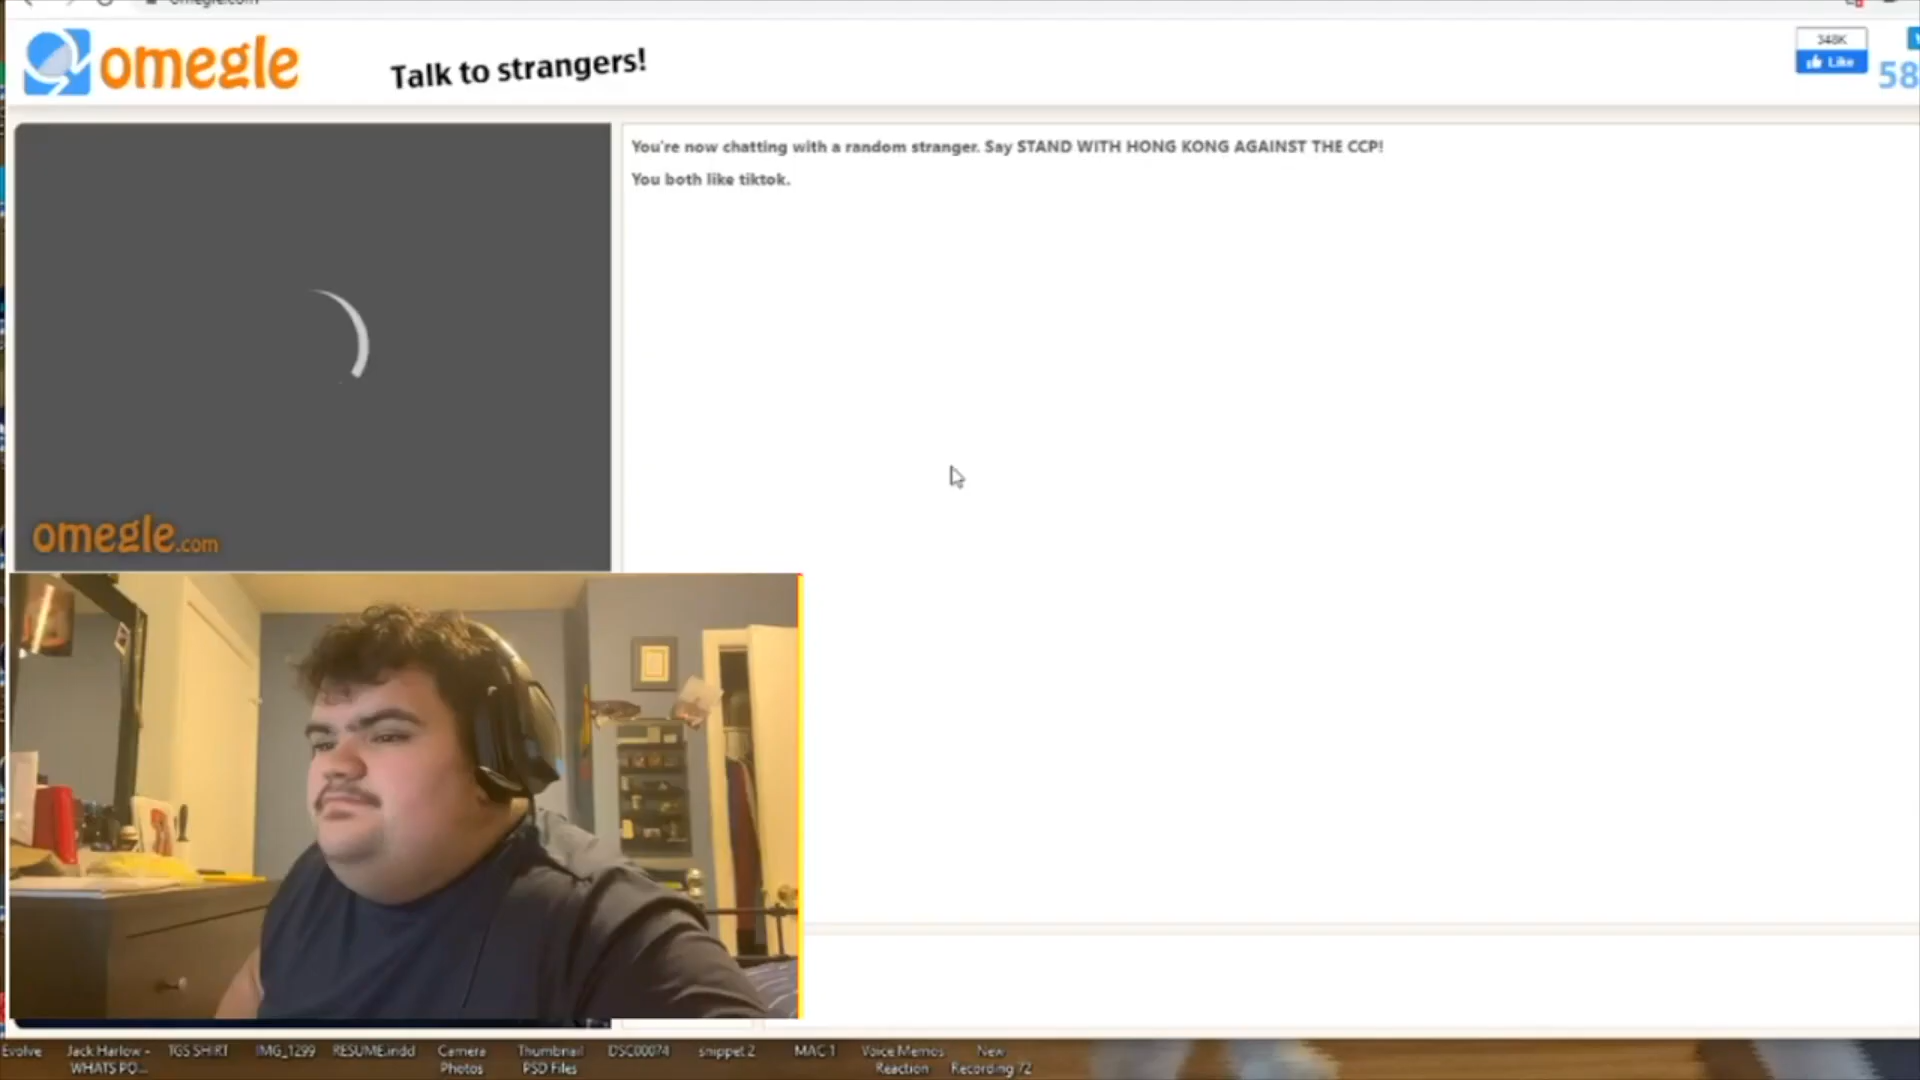 omegle.com
omegle
Talk to strangers!
348K
Like
58
You're now chatting with a random stranger. Say STAND WITH HONG KONG AGAINST THE CCP!
You both like tiktok.
omegle.com
Evolve
Jack Harlow -
WHATS PO...
TGS SHIRT
IMG_1299
RESUME.indd
Camera
Photos
Thumbnail
PSD Files
DSC00074
snippet 2
MAC 1
Voice Memos
Reaction
New
Recording 72